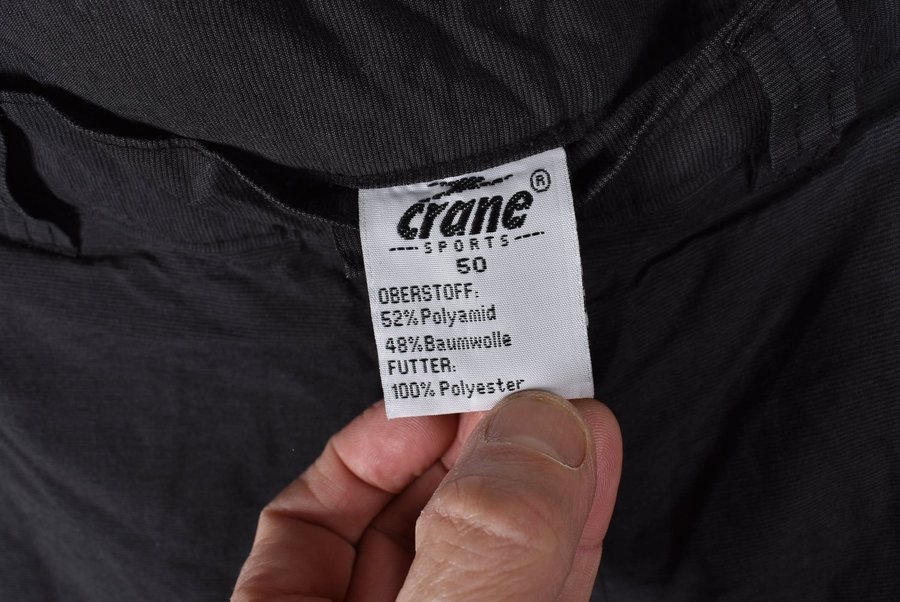 crane®
SPORTS
50
OBERSTOFF:
52%Polyamid
48%Baumwolle
FUTTER:
100% Polyester